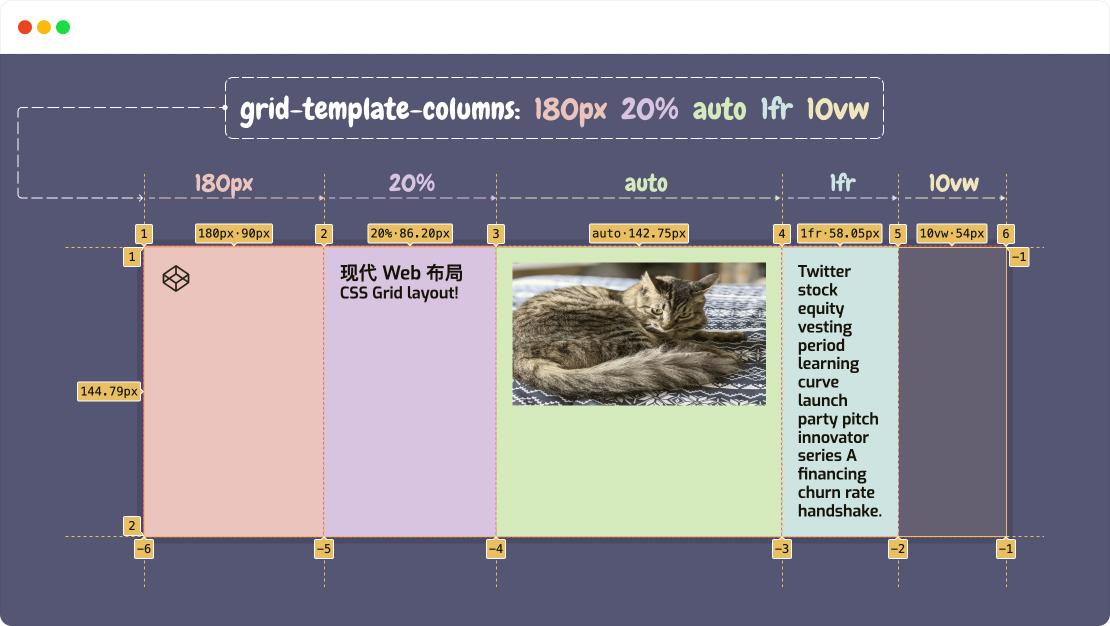 grid-template-columns: 180px 20% auto 1fr 10vw
180px 20% auto 1fr 10vw
1 180px·90px 2 20%·86.20px 3 auto·142.75px 4 1fr·58.05px 5 10vw·54px 6
1 −1
现代 Web 布局
CSS Grid layout!
Twitter
stock
equity
vesting
period
learning
curve
launch
party pitch
innovator
series A
financing
churn rate
handshake.
144.79px
2
−6 −5 −4 −3 −2 −1